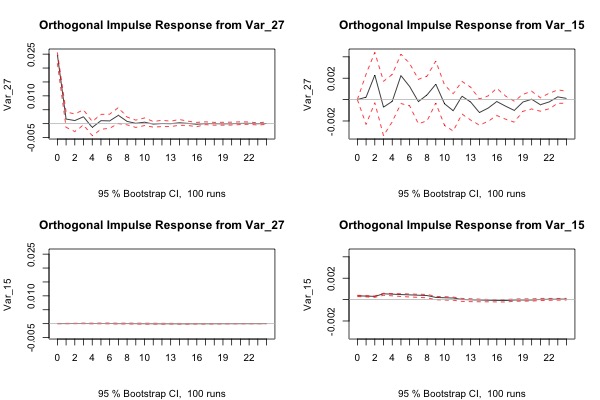 Orthogonal Impulse Response from Var_27
Var_27
0.025
0.010
-0.005
0 2 4 6 8 10 13 16 19 22
95 % Bootstrap CI, 100 runs
Orthogonal Impulse Response from Var_15
Var_27
0.002
-0.002
0 2 4 6 8 10 13 16 19 22
95 % Bootstrap CI, 100 runs
Orthogonal Impulse Response from Var_27
Var_15
0.025
0.010
-0.005
0 2 4 6 8 10 13 16 19 22
95 % Bootstrap CI, 100 runs
Orthogonal Impulse Response from Var_15
Var_15
0.002
-0.002
0 2 4 6 8 10 13 16 19 22
95 % Bootstrap CI, 100 runs